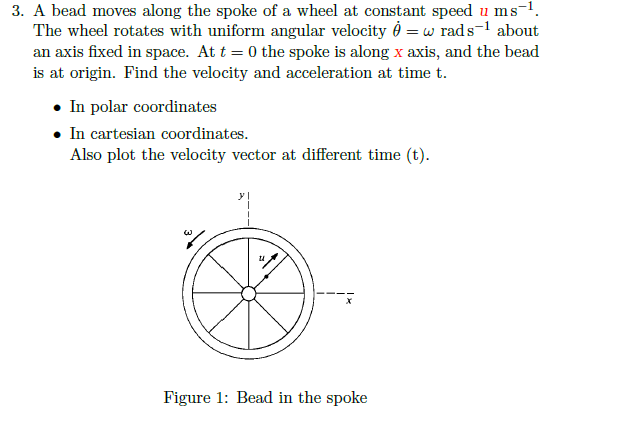 3. A bead moves along the spoke of a wheel at constant speed u ms⁻¹.
The wheel rotates with uniform angular velocity θ̇ = w rad s⁻¹ about
an axis fixed in space. At t = 0 the spoke is along x axis, and the bead
is at origin. Find the velocity and acceleration at time t.
• In polar coordinates
• In cartesian coordinates.
Also plot the velocity vector at different time (t).
y
ω
u
x
Figure 1: Bead in the spoke